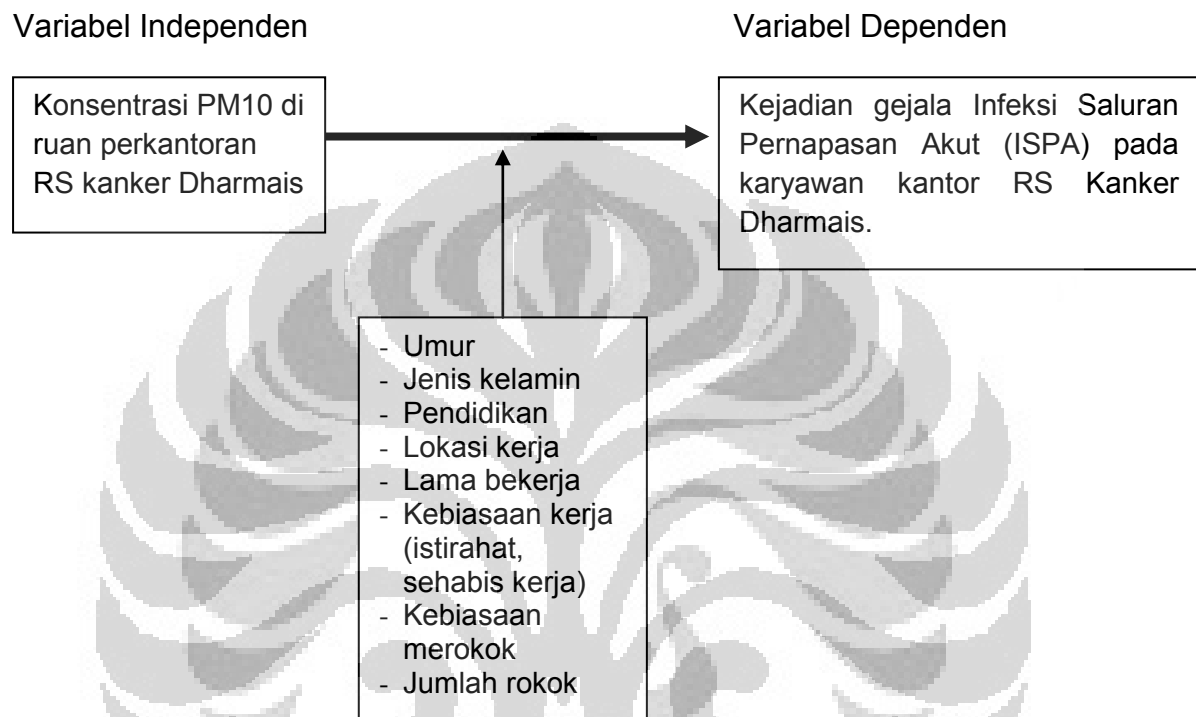 Variabel Independen
Variabel Dependen
Konsentrasi PM10 di
ruan perkantoran
RS kanker Dharmais
Kejadian gejala Infeksi Saluran
Pernapasan Akut (ISPA) pada
karyawan kantor RS Kanker
Dharmais.
- Umur
- Jenis kelamin
- Pendidikan
- Lokasi kerja
- Lama bekerja
- Kebiasaan kerja
(istirahat,
sehabis kerja)
- Kebiasaan
merokok
- Jumlah rokok